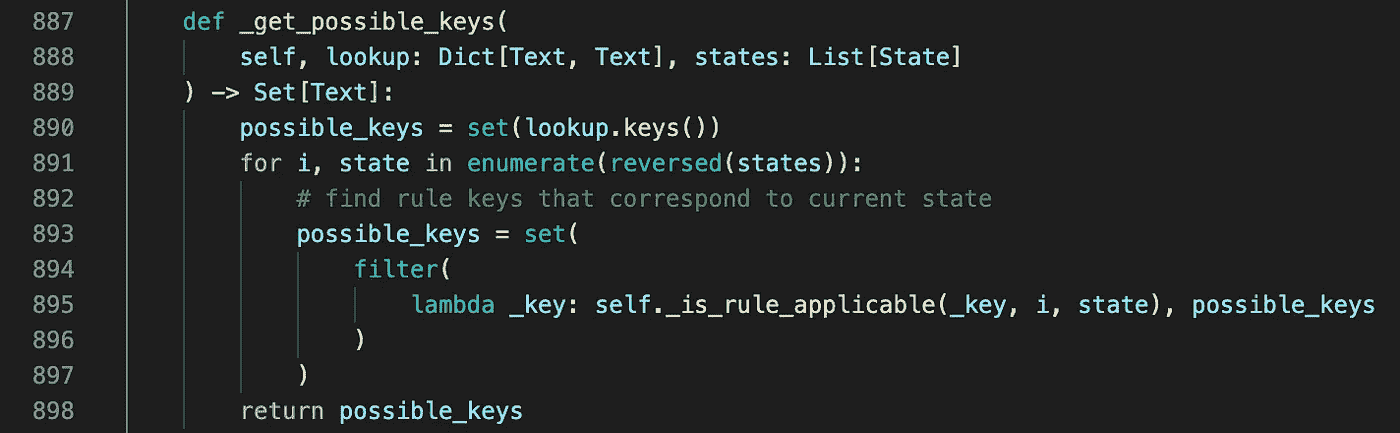 887 def _get_possible_keys(
888 self, lookup: Dict[Text, Text], states: List[State]
889 ) -> Set[Text]:
890 possible_keys = set(lookup.keys())
891 for i, state in enumerate(reversed(states)):
892 # find rule keys that correspond to current state
893 possible_keys = set(
894 filter(
895 lambda _key: self._is_rule_applicable(_key, i, state), possible_keys
896 )
897 )
898 return possible_keys